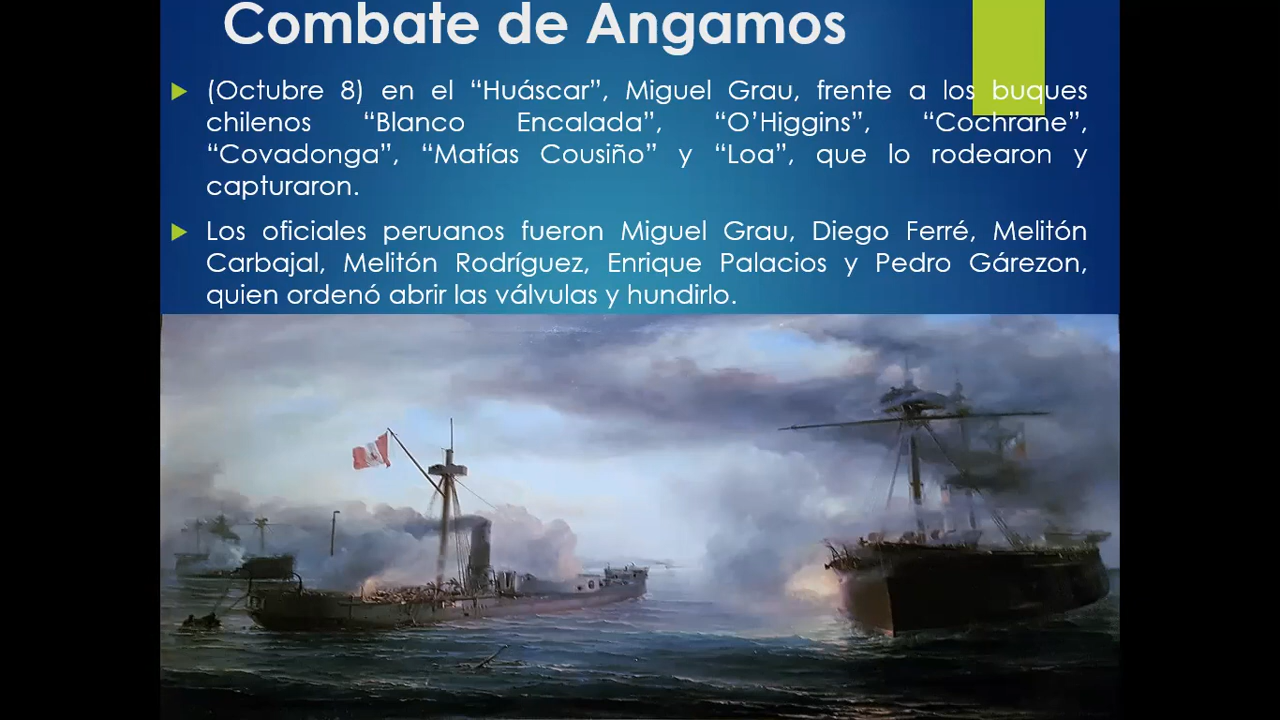 Combate de Angamos
(Octubre 8) en el “Huáscar”, Miguel Grau, frente a los buques
chilenos “Blanco Encalada”, “O’Higgins”, “Cochrane”,
“Covadonga”, “Matías Cousiño” y “Loa”, que lo rodearon y
capturaron.
Los oficiales peruanos fueron Miguel Grau, Diego Ferré, Melitón
Carbajal, Melitón Rodríguez, Enrique Palacios y Pedro Gárezon,
quien ordenó abrir las válvulas y hundirlo.